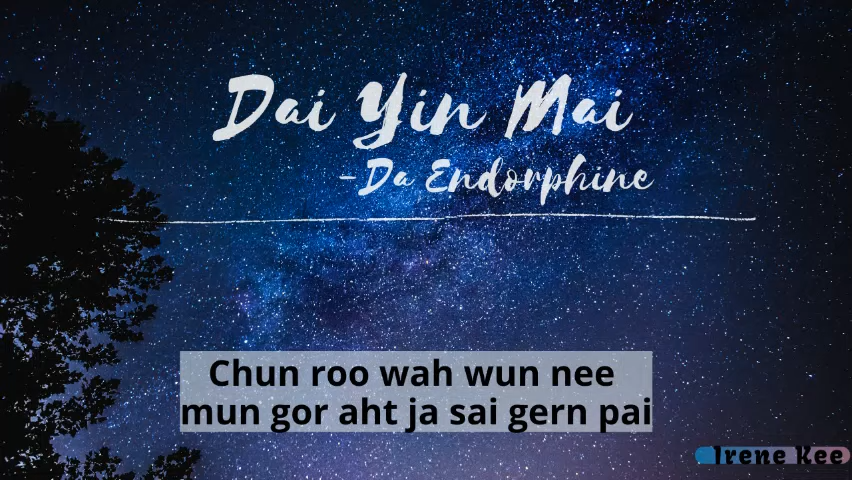 Dai Yin Mai
-Da Endorphine
Chun roo wah wun nee
mun gor aht ja sai gern pai
Irene Kee